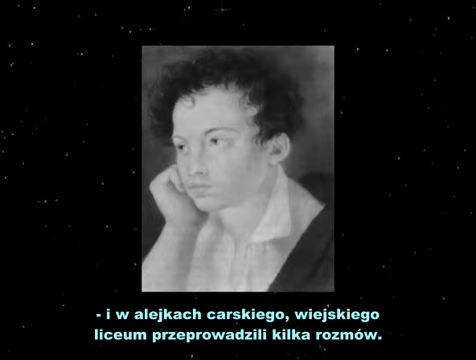 - i w alejkach carskiego, wiejskiego
liceum przeprowadzili kilka rozmów.